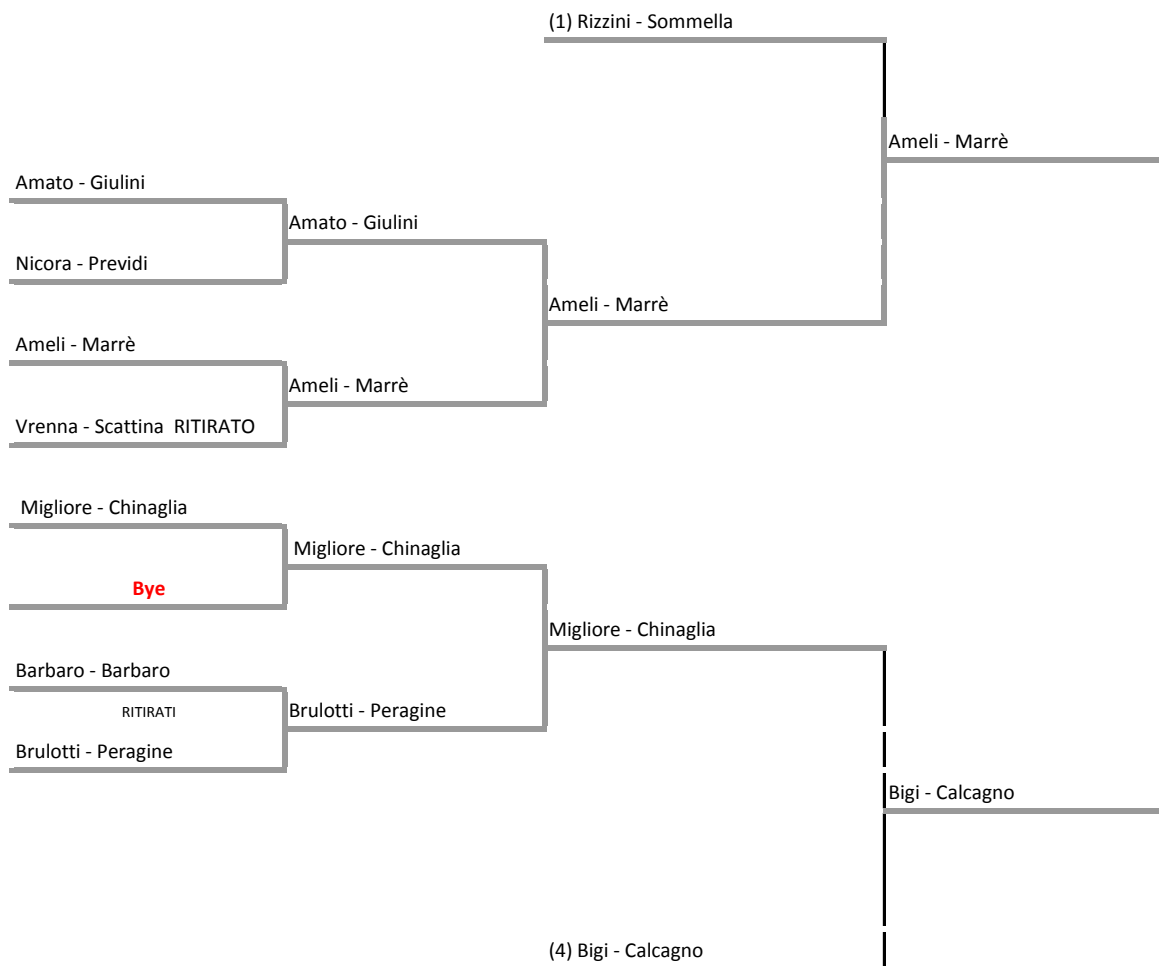 (1) Rizzini - Sommella
Ameli - Marrè
Amato - Giulini
Amato - Giulini
Nicora - Previdi
Ameli - Marrè
Ameli - Marrè
Ameli - Marrè
Vrenna - Scattina RITIRATO
Migliore - Chinaglia
Migliore - Chinaglia
Bye
Migliore - Chinaglia
Barbaro - Barbaro
RITIRATI
Brulotti - Peragine
Brulotti - Peragine
Bigi - Calcagno
(4) Bigi - Calcagno